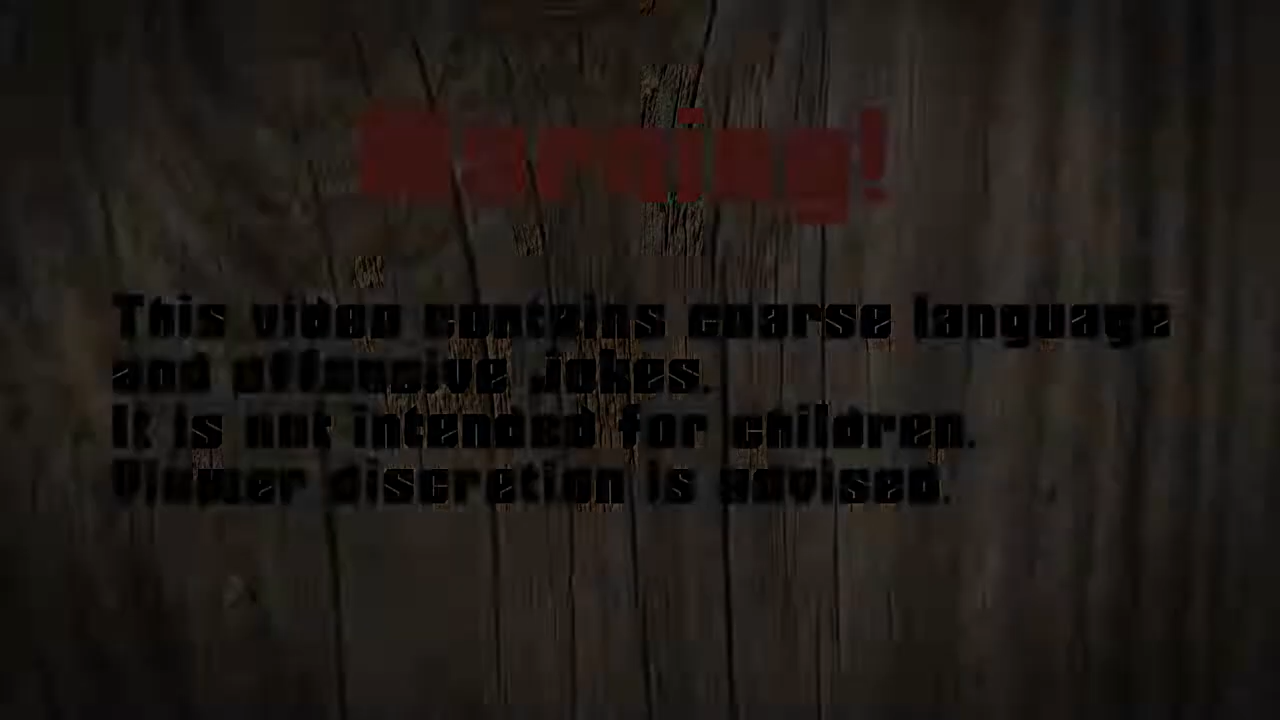 Warning!
This video contains coarse language
and offensive jokes.
It is not intended for children.
Viewer discretion is advised.